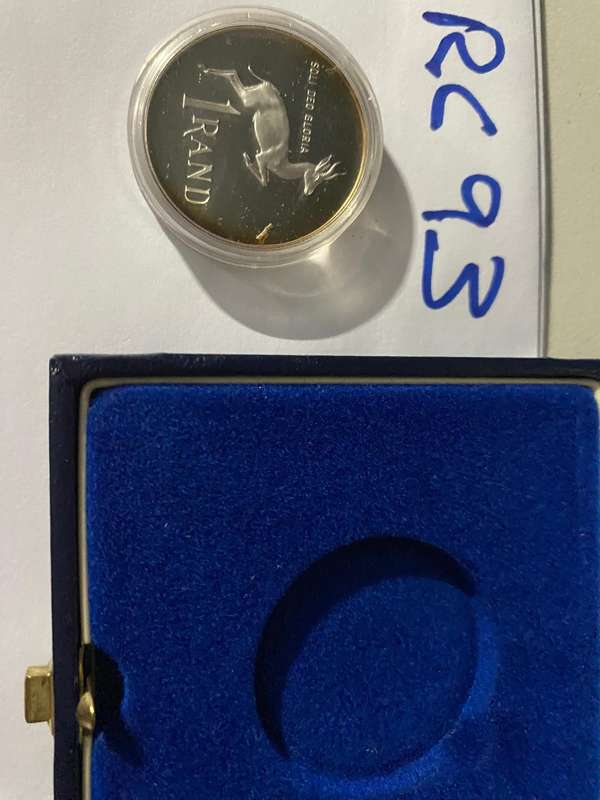 RC 93
SOLI DEO GLORIA
1 RAND